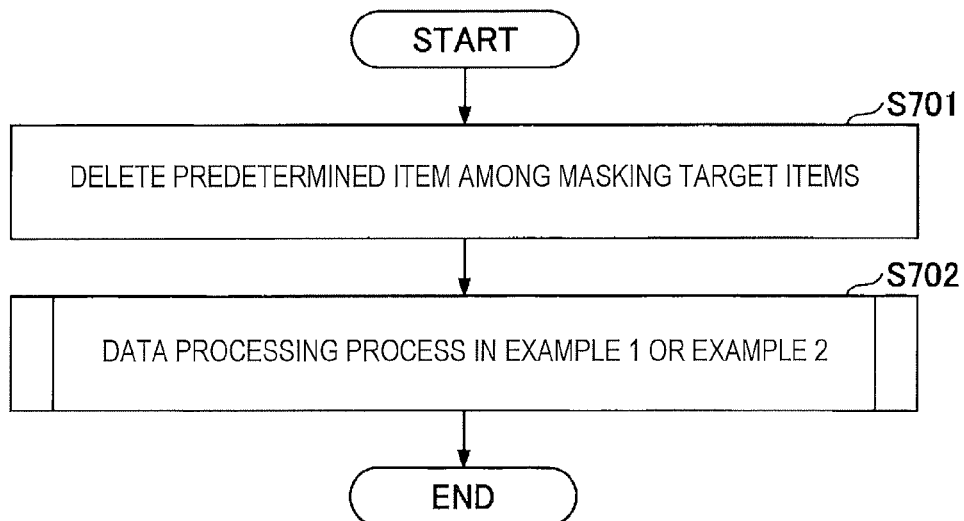 START
S701
DELETE PREDETERMINED ITEM AMONG MASKING TARGET ITEMS
S702
DATA PROCESSING PROCESS IN EXAMPLE 1 OR EXAMPLE 2
END